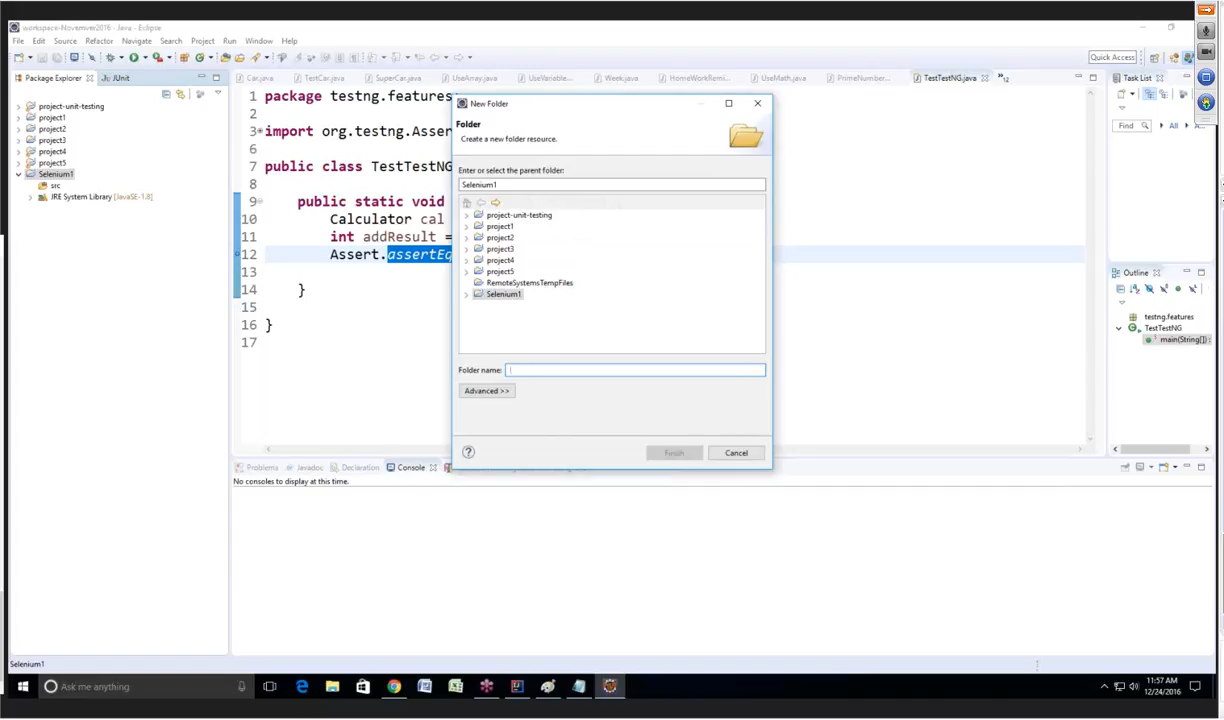 workspace-November2016 - Java - Eclipse
File Edit Source Refactor Navigate Search Project Run Window Help
Quick Access
Package Explorer JUnit
project-unit-testing
project1
project2
project3
project4
project5
Selenium1
src
JRE System Library [JavaSE-1.8]
Car.java TestCar.java SuperCar.java UseArray.java UseVariable... Week.java HomeWorkRemi... UseMath.java PrimeNumber... TestTestNG.java »12
1 package testng.features
2
3 import org.testng.Asser
6
7 public class TestTestNG
8
9 public static void
10 Calculator cal
11 int addResult =
12 Assert.assertEq
13
14 }
15
16 }
17
New Folder
Folder
Create a new folder resource.
Enter or select the parent folder:
Selenium1
project-unit-testing
project1
project2
project3
project4
project5
RemoteSystemsTempFiles
Selenium1
Folder name:
Advanced >>
Finish Cancel
Task List
Find All A
Outline
testng.features
TestTestNG
main(String[]) :
Problems Javadoc Declaration Console
No consoles to display at this time.
Selenium1
Ask me anything
11:57 AM
12/24/2016